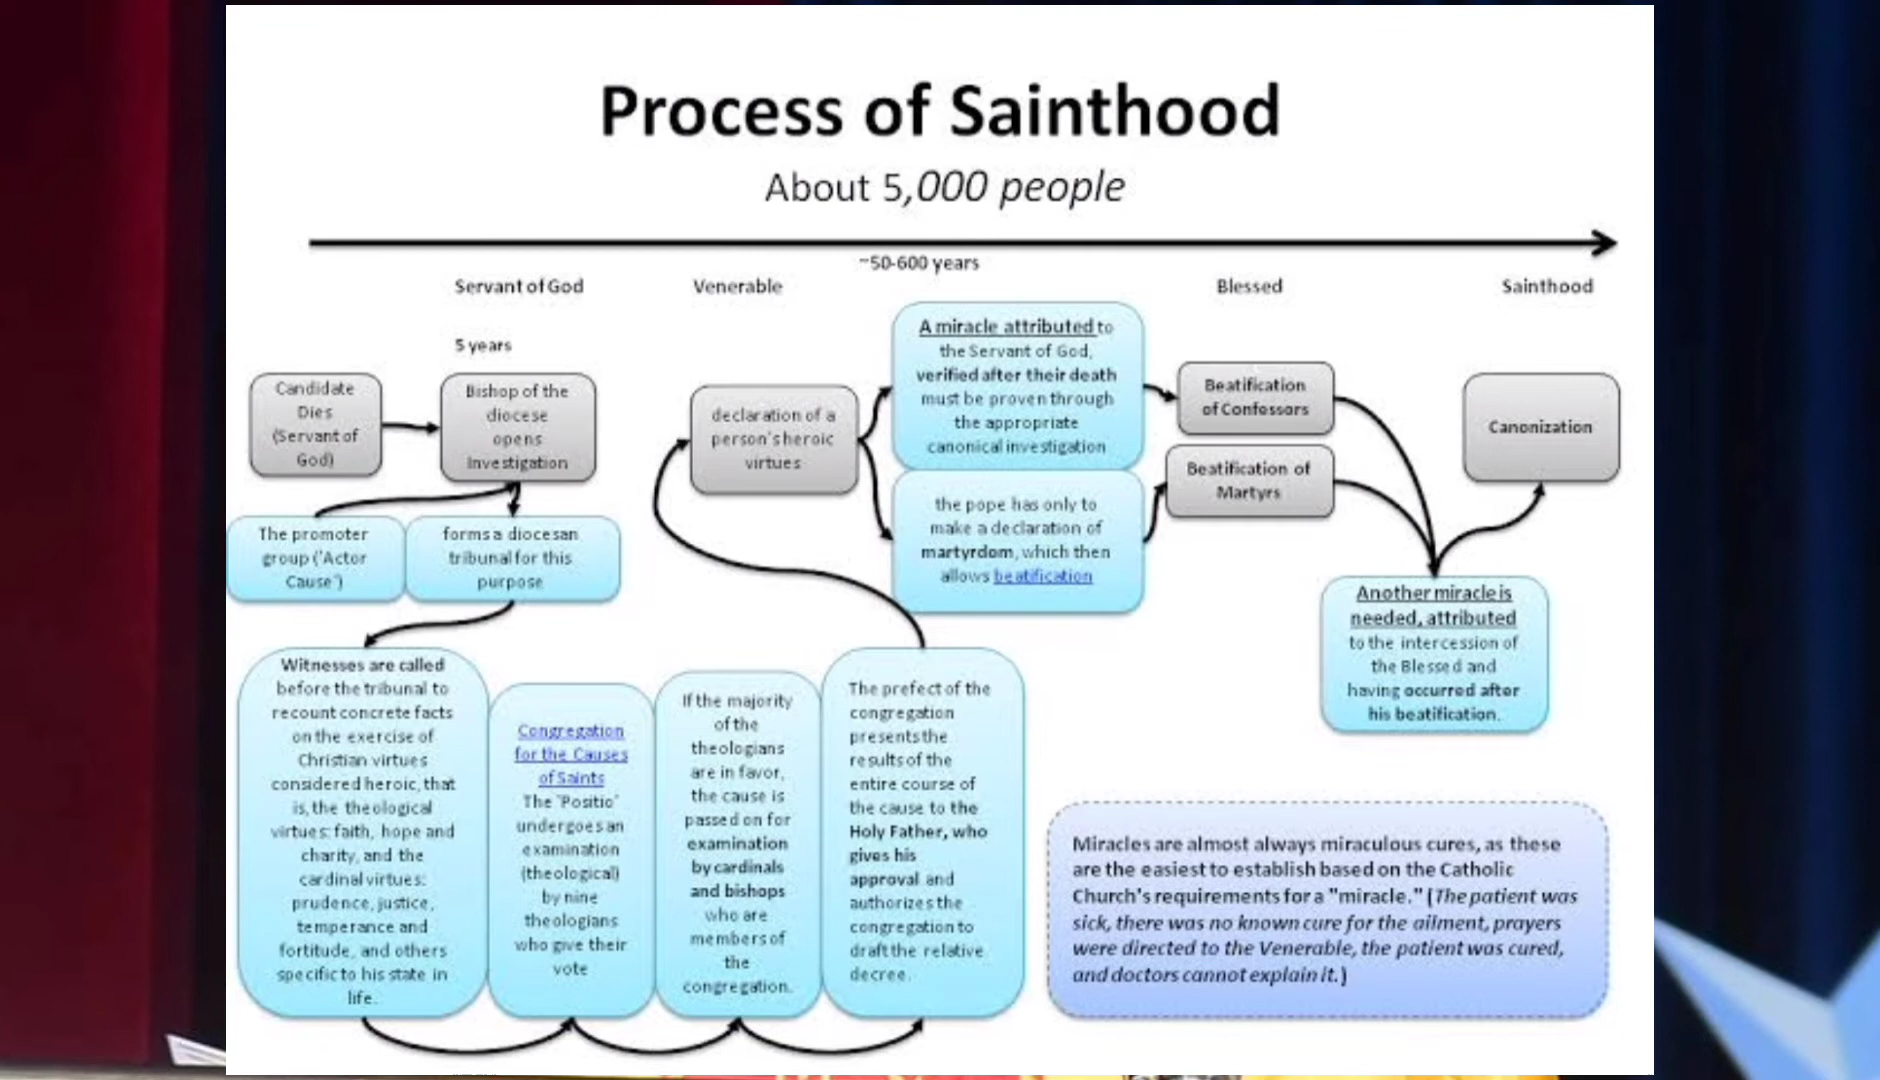 Process of Sainthood
About 5,000 people
~50-600 years
Servant of God
Venerable
Blessed
Sainthood
5 years
Candidate
Dies
(Servant of
God)
Bishop of the
diocese
opens
Investigation
The promoter
group ('Actor
Cause')
forms a diocesan
tribunal for this
purpose
Witnesses are called
before the tribunal to
recount concrete facts
on the exercise of
Christian virtues
considered heroic, that
is, the theological
virtues: faith, hope and
charity, and the
cardinal virtues:
prudence, justice,
temperance and
fortitude, and others
specific to his state in
life.
Congregation
for the Causes
of Saints
The 'Positio'
undergoes an
examination
(theological)
by nine
theologians
who give their
vote
If the majority
of the
theologians
are in favor,
the cause is
passed on for
examination
by cardinals
and bishops
who are
members of
the
congregation.
The prefect of the
congregation
presents the
results of the
entire course of
the cause to the
Holy Father, who
gives his
approval and
authorizes the
congregation to
draft the relative
decree.
declaration of a
person's heroic
virtues
A miracle attributed to
the Servant of God,
verified after their death
must be proven through
the appropriate
canonical investigation
the pope has only to
make a declaration of
martyrdom, which then
allows beatification
Beatification
of Confessors
Beatification of
Martyrs
Another miracle is
needed, attributed
to the intercession of
the Blessed and
having occurred after
his beatification.
Canonization
Miracles are almost always miraculous cures, as these
are the easiest to establish based on the Catholic
Church's requirements for a "miracle." (The patient was
sick, there was no known cure for the ailment, prayers
were directed to the Venerable, the patient was cured,
and doctors cannot explain it.)